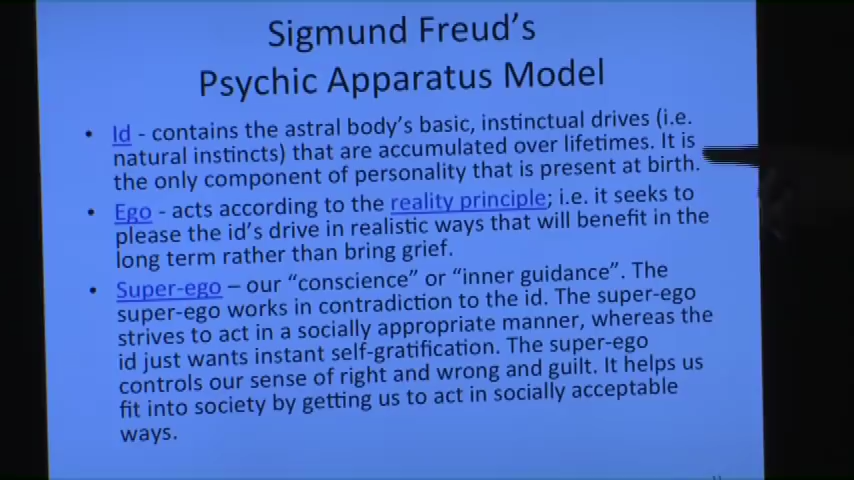 Sigmund Freud's
Psychic Apparatus Model
• Id - contains the astral body's basic, instinctual drives (i.e.
natural instincts) that are accumulated over lifetimes. It is
the only component of personality that is present at birth.
• Ego - acts according to the reality principle; i.e. it seeks to
please the id's drive in realistic ways that will benefit in the
long term rather than bring grief.
• Super-ego – our “conscience” or “inner guidance”. The
super-ego works in contradiction to the id. The super-ego
strives to act in a socially appropriate manner, whereas the
id just wants instant self-gratification. The super-ego
controls our sense of right and wrong and guilt. It helps us
fit into society by getting us to act in socially acceptable
ways.